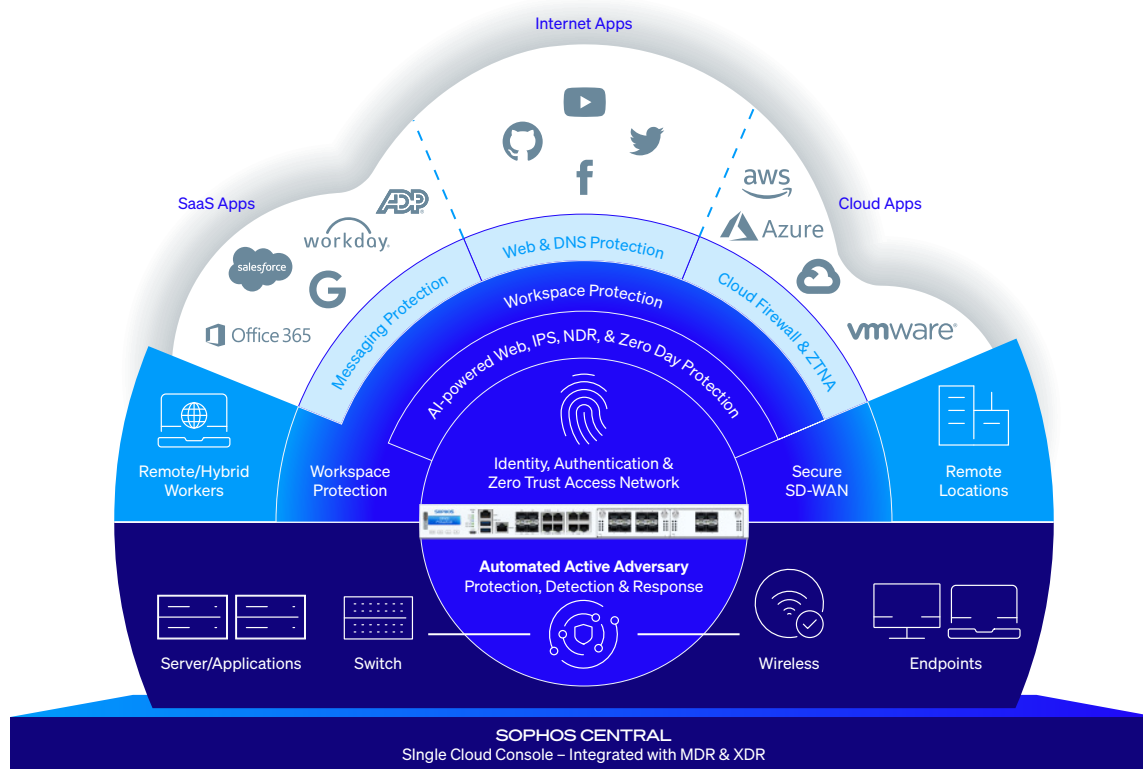 Internet Apps
SaaS Apps
ADP
workday.
salesforce
G
Office 365
f
aws
Azure
Cloud Apps
vmware
Messaging Protection
Web & DNS Protection
Cloud Firewall & ZTNA
Workspace Protection
AI-powered Web, IPS, NDR, & Zero Day Protection
Remote/Hybrid
Workers
Workspace
Protection
Identity, Authentication &
Zero Trust Access Network
Secure
SD-WAN
Remote
Locations
SOPHOS
Automated Active Adversary
Protection, Detection & Response
Server/Applications
Switch
Wireless
Endpoints
SOPHOS CENTRAL
SIngle Cloud Console – Integrated with MDR & XDR